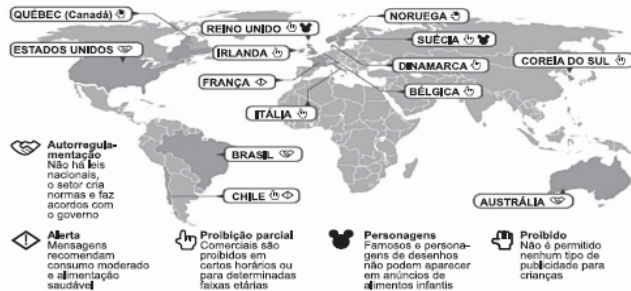 QUÉBEC (Canadá)
REINO UNIDO
NORUEGA
ESTADOS UNIDOS
IRLANDA
SUÉCIA
FRANÇA
DINAMARCA
COREIA DO SUL
BÉLGICA
ITÁLIA
BRASIL
CHILE
AUSTRÁLIA
Autorregula-
mentação
Não há leis
nacionais,
o setor cria
normas e faz
acordos com
o governo
Alerta
Mensagens
recomendam
consumo moderado
e alimentação
saudável
Proibição parcial
Comerciais são
proibidos em
certos horários ou
para determinadas
faixas etárias
Personagens
Famosos e persona-
gens de desenhos
não podem aparecer
em anúncios de
alimentos infantis
Proibido
Não é permitido
nenhum tipo de
publicidade para
crianças